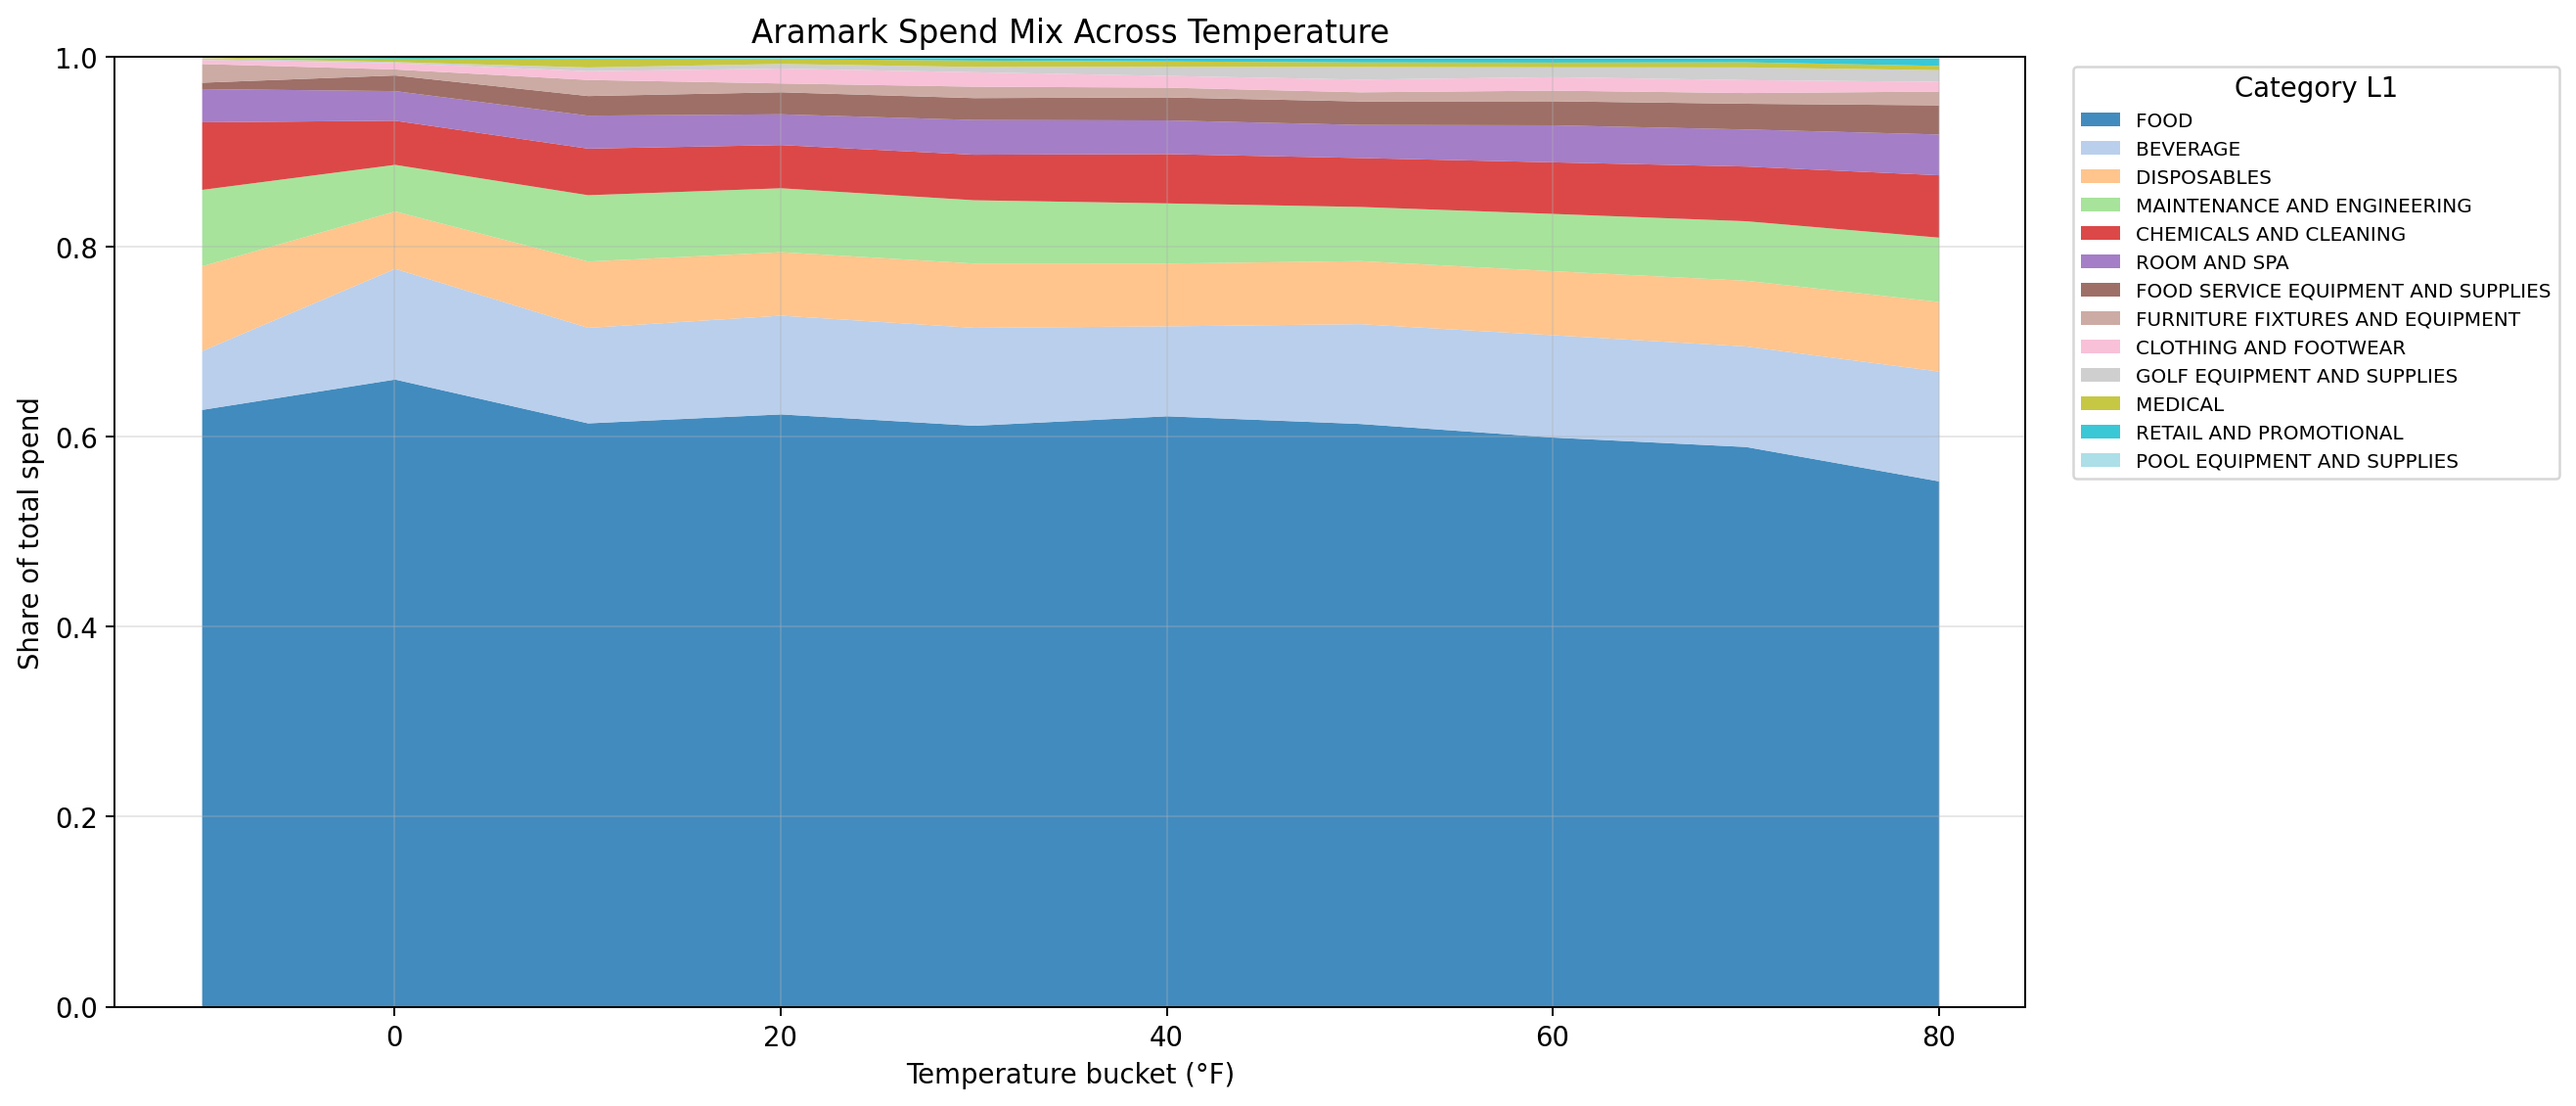 Aramark Spend Mix Across Temperature
Share of total spend
1.0
0.8
0.6
0.4
0.2
0.0
0
20
40
60
80
Temperature bucket (°F)
Category L1
FOOD
BEVERAGE
DISPOSABLES
MAINTENANCE AND ENGINEERING
CHEMICALS AND CLEANING
ROOM AND SPA
FOOD SERVICE EQUIPMENT AND SUPPLIES
FURNITURE FIXTURES AND EQUIPMENT
CLOTHING AND FOOTWEAR
GOLF EQUIPMENT AND SUPPLIES
MEDICAL
RETAIL AND PROMOTIONAL
POOL EQUIPMENT AND SUPPLIES